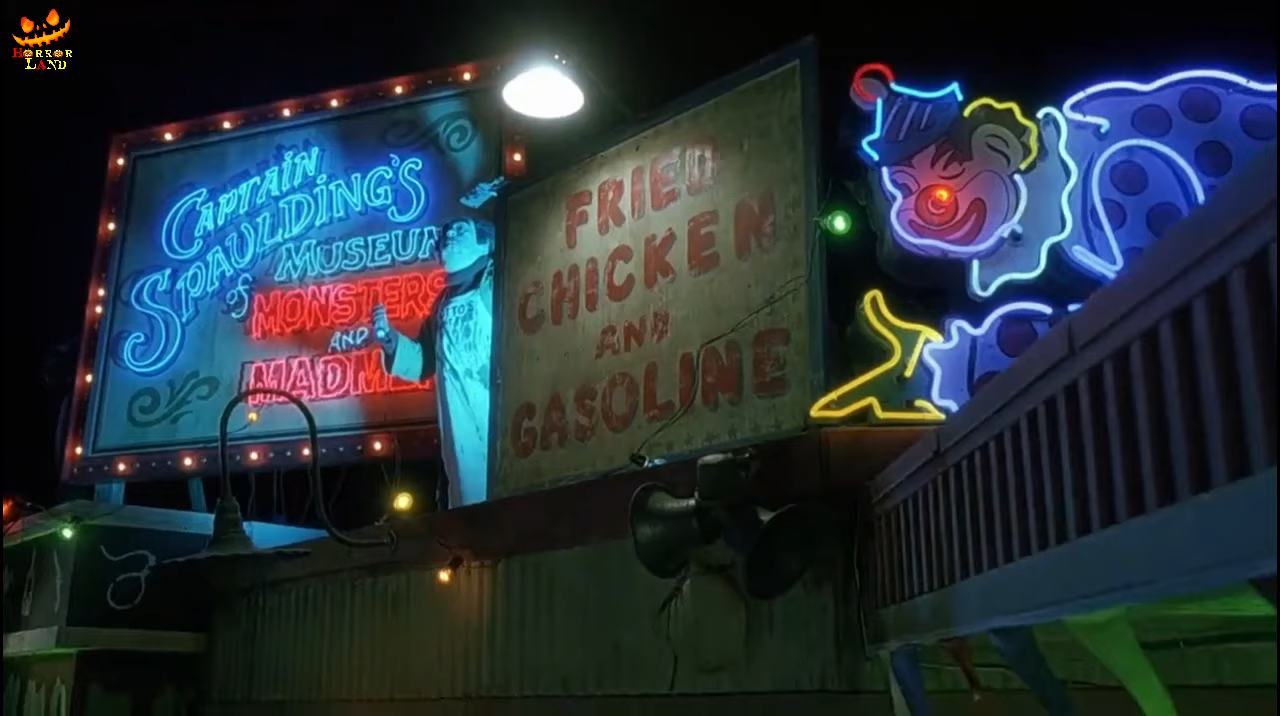 HORROR
LAND
CAPTAIN
SPAULDING'S
MUSEUM
of
MONSTERS
AND
FRIED
CHICKEN
AND
GASOLINE